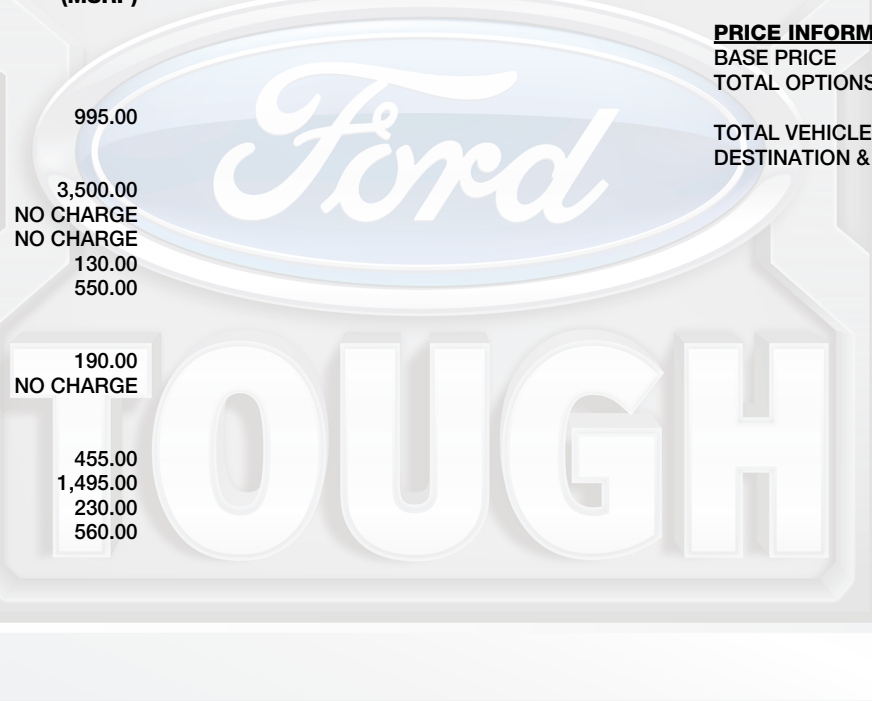 (MSRP)
995.00
3,500.00
NO CHARGE
NO CHARGE
130.00
550.00
190.00
NO CHARGE
455.00
1,495.00
230.00
560.00
PRICE INFORM
BASE PRICE
TOTAL OPTIONS
TOTAL VEHICLE
DESTINATION &
Ford
TOUGH